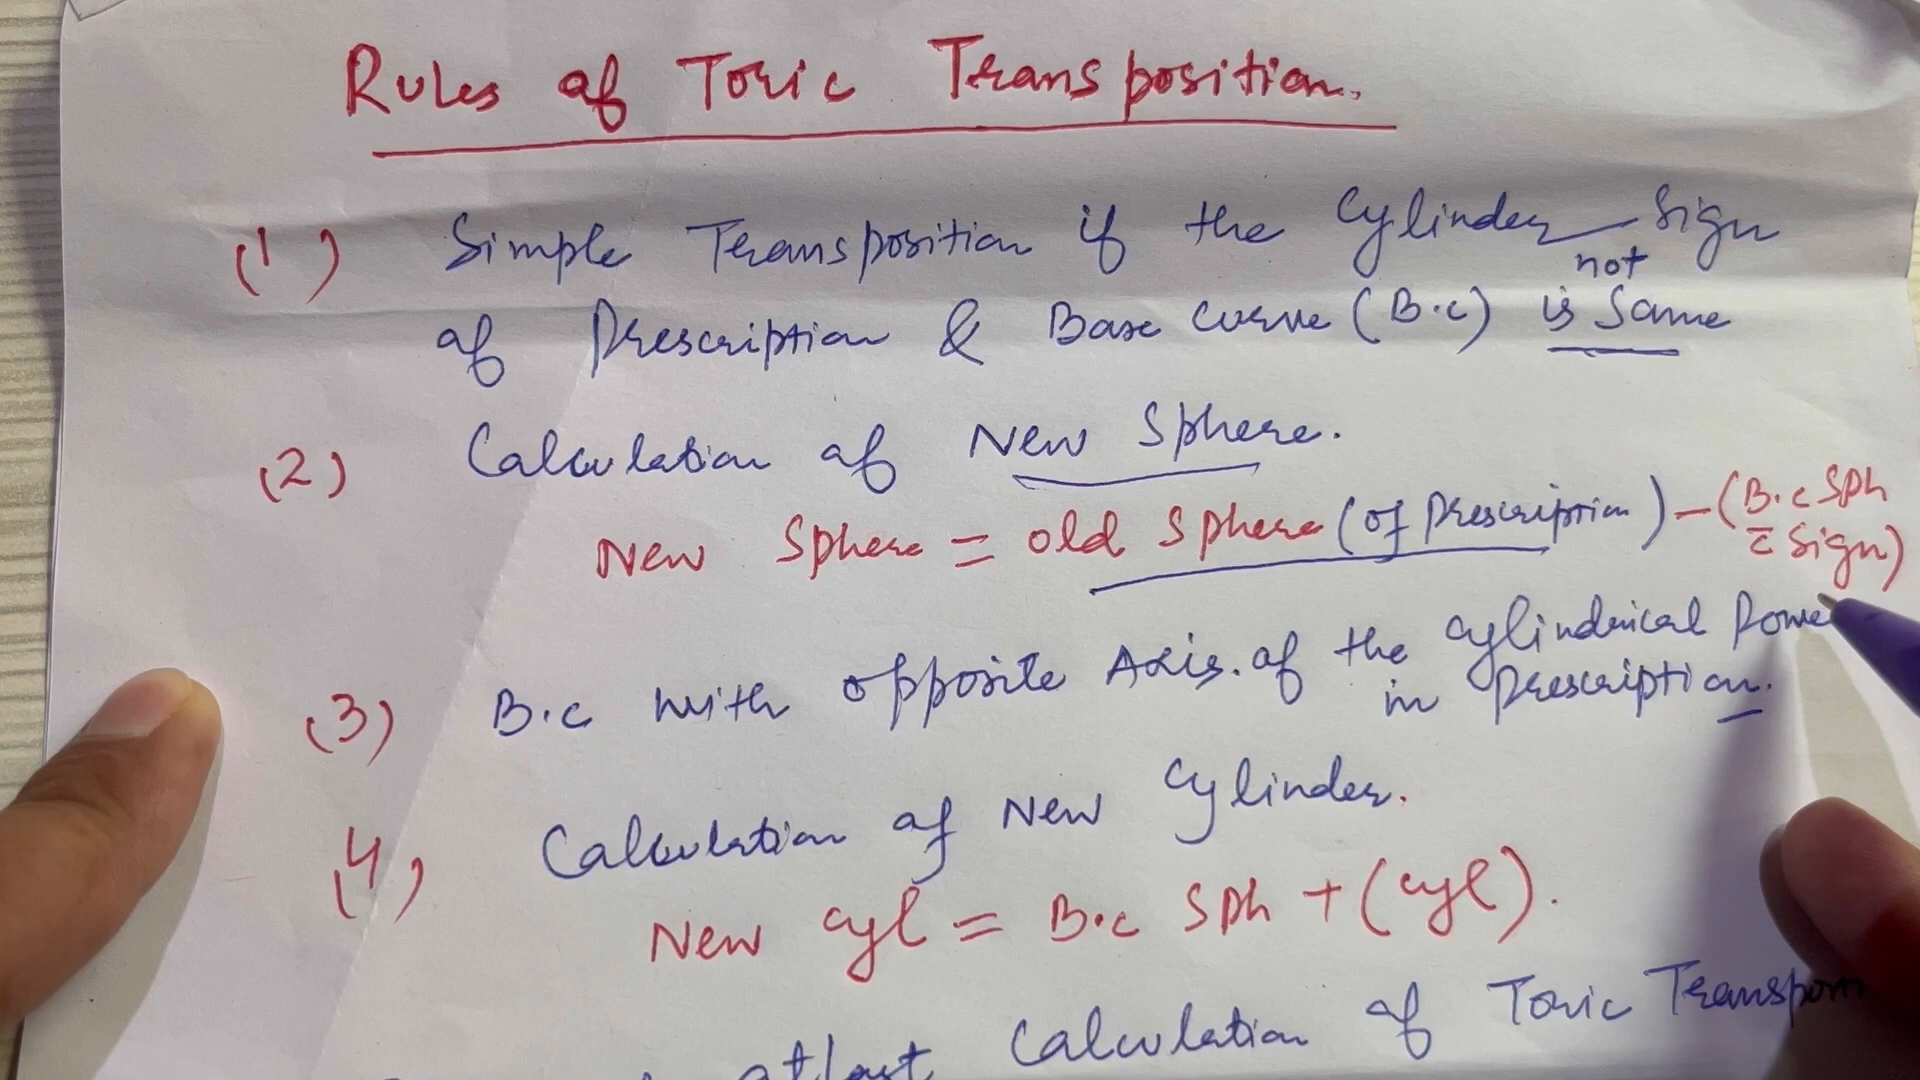 Rules of Toric Transposition.
(1) Simple Transposition if the Cylinder Sign
not
of Prescription & Base curve (B.c) is Same
(2) Calculation of New Sphere.
New Sphere = old Sphere (of Prescription) - (B.c Sph
c̄ Sign)
(3) B.c with opposite Axis. of the cylindrical Power
in Prescription.
(4) Calculation of New Cylinder.
New cyl = B.c Sph + (cyl).
atlast Calculation of Toric